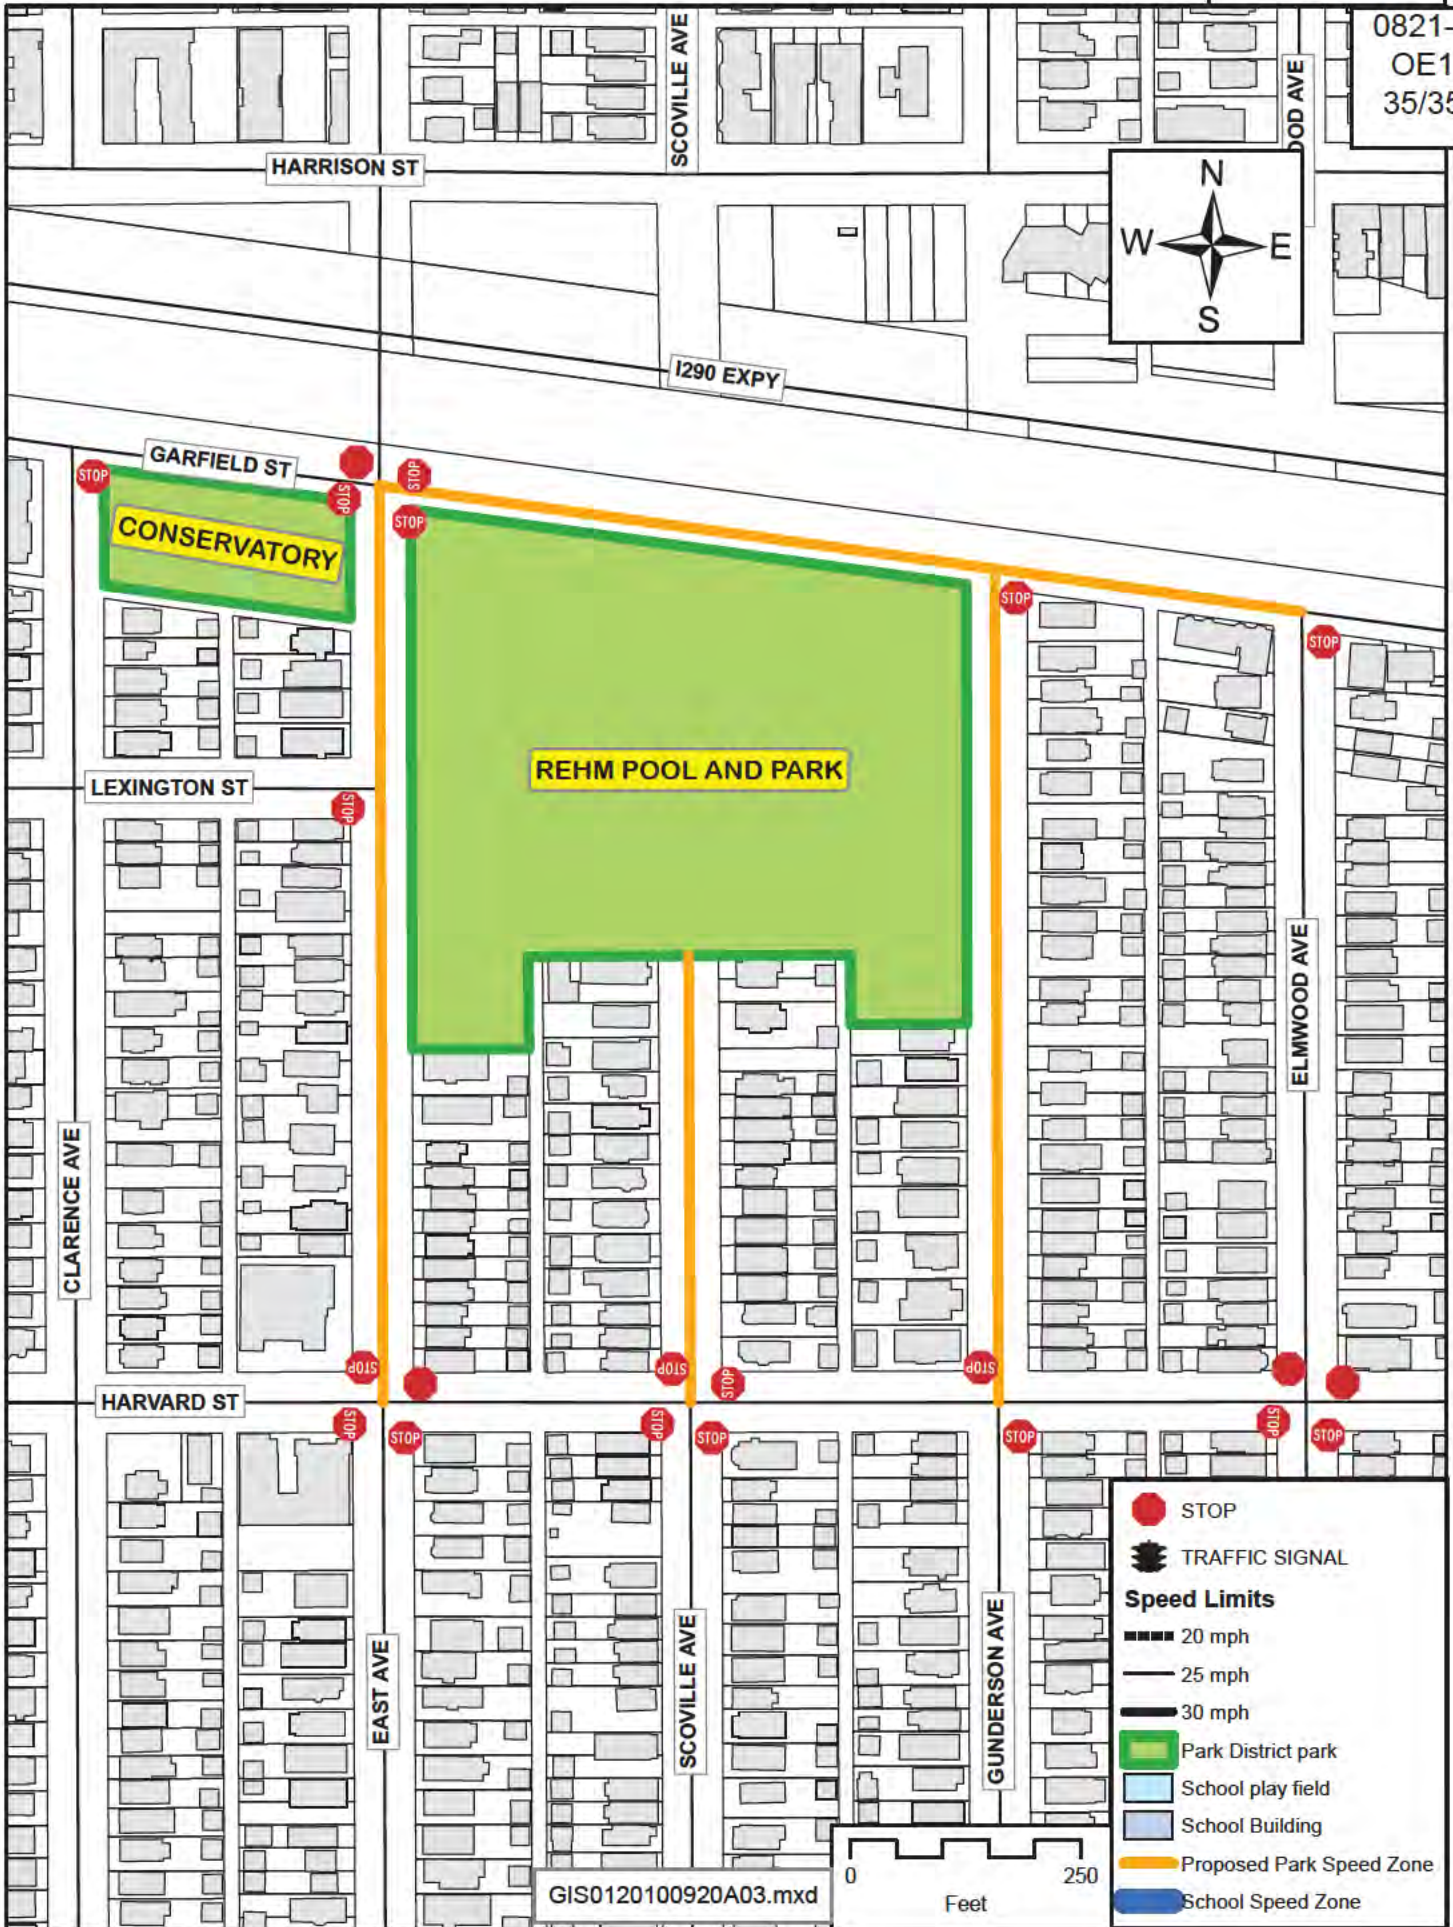 SCOVILLE AVE
0821-
OE1
35/35
OOD AVE
HARRISON ST
N
W
E
S
I290 EXPY
GARFIELD ST
STOP
STOP
STOP
STOP
CONSERVATORY
STOP
STOP
REHM POOL AND PARK
LEXINGTON ST
STOP
ELMWOOD AVE
CLARENCE AVE
STOP
STOP
STOP
STOP
HARVARD ST
STOP
STOP
STOP
STOP
STOP
STOP
STOP
EAST AVE
SCOVILLE AVE
GUNDERSON AVE
STOP
TRAFFIC SIGNAL
Speed Limits
20 mph
25 mph
30 mph
Park District park
School play field
School Building
Proposed Park Speed Zone
School Speed Zone
0
250
Feet
GIS0120100920A03.mxd